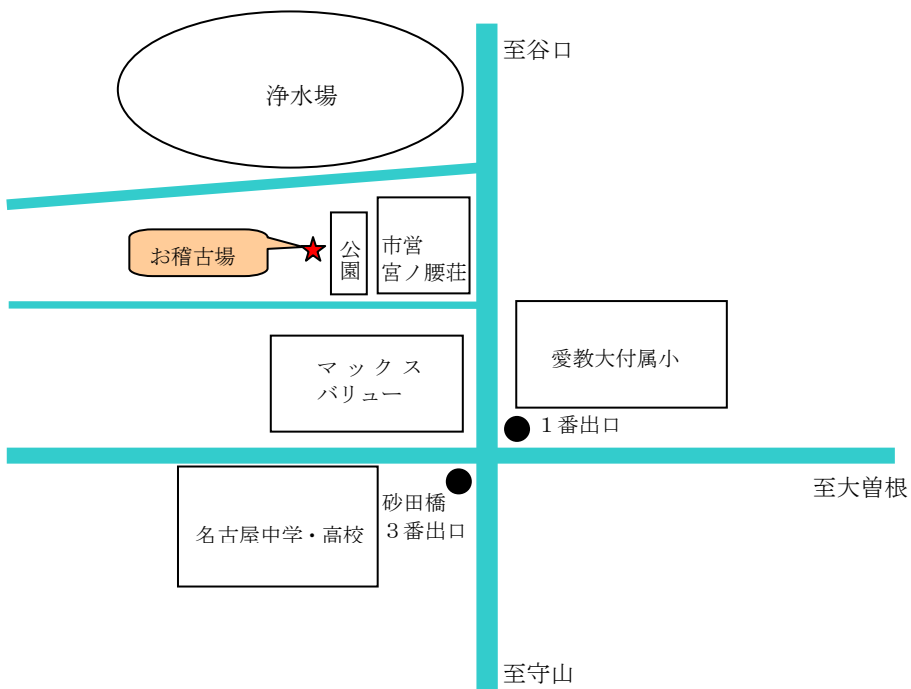 至谷口
浄水場
お稽古場
公園
市営
宮ノ腰荘
愛教大付属小
マックス
バリュー
１番出口
至大曽根
砂田橋
３番出口
名古屋中学・高校
至守山